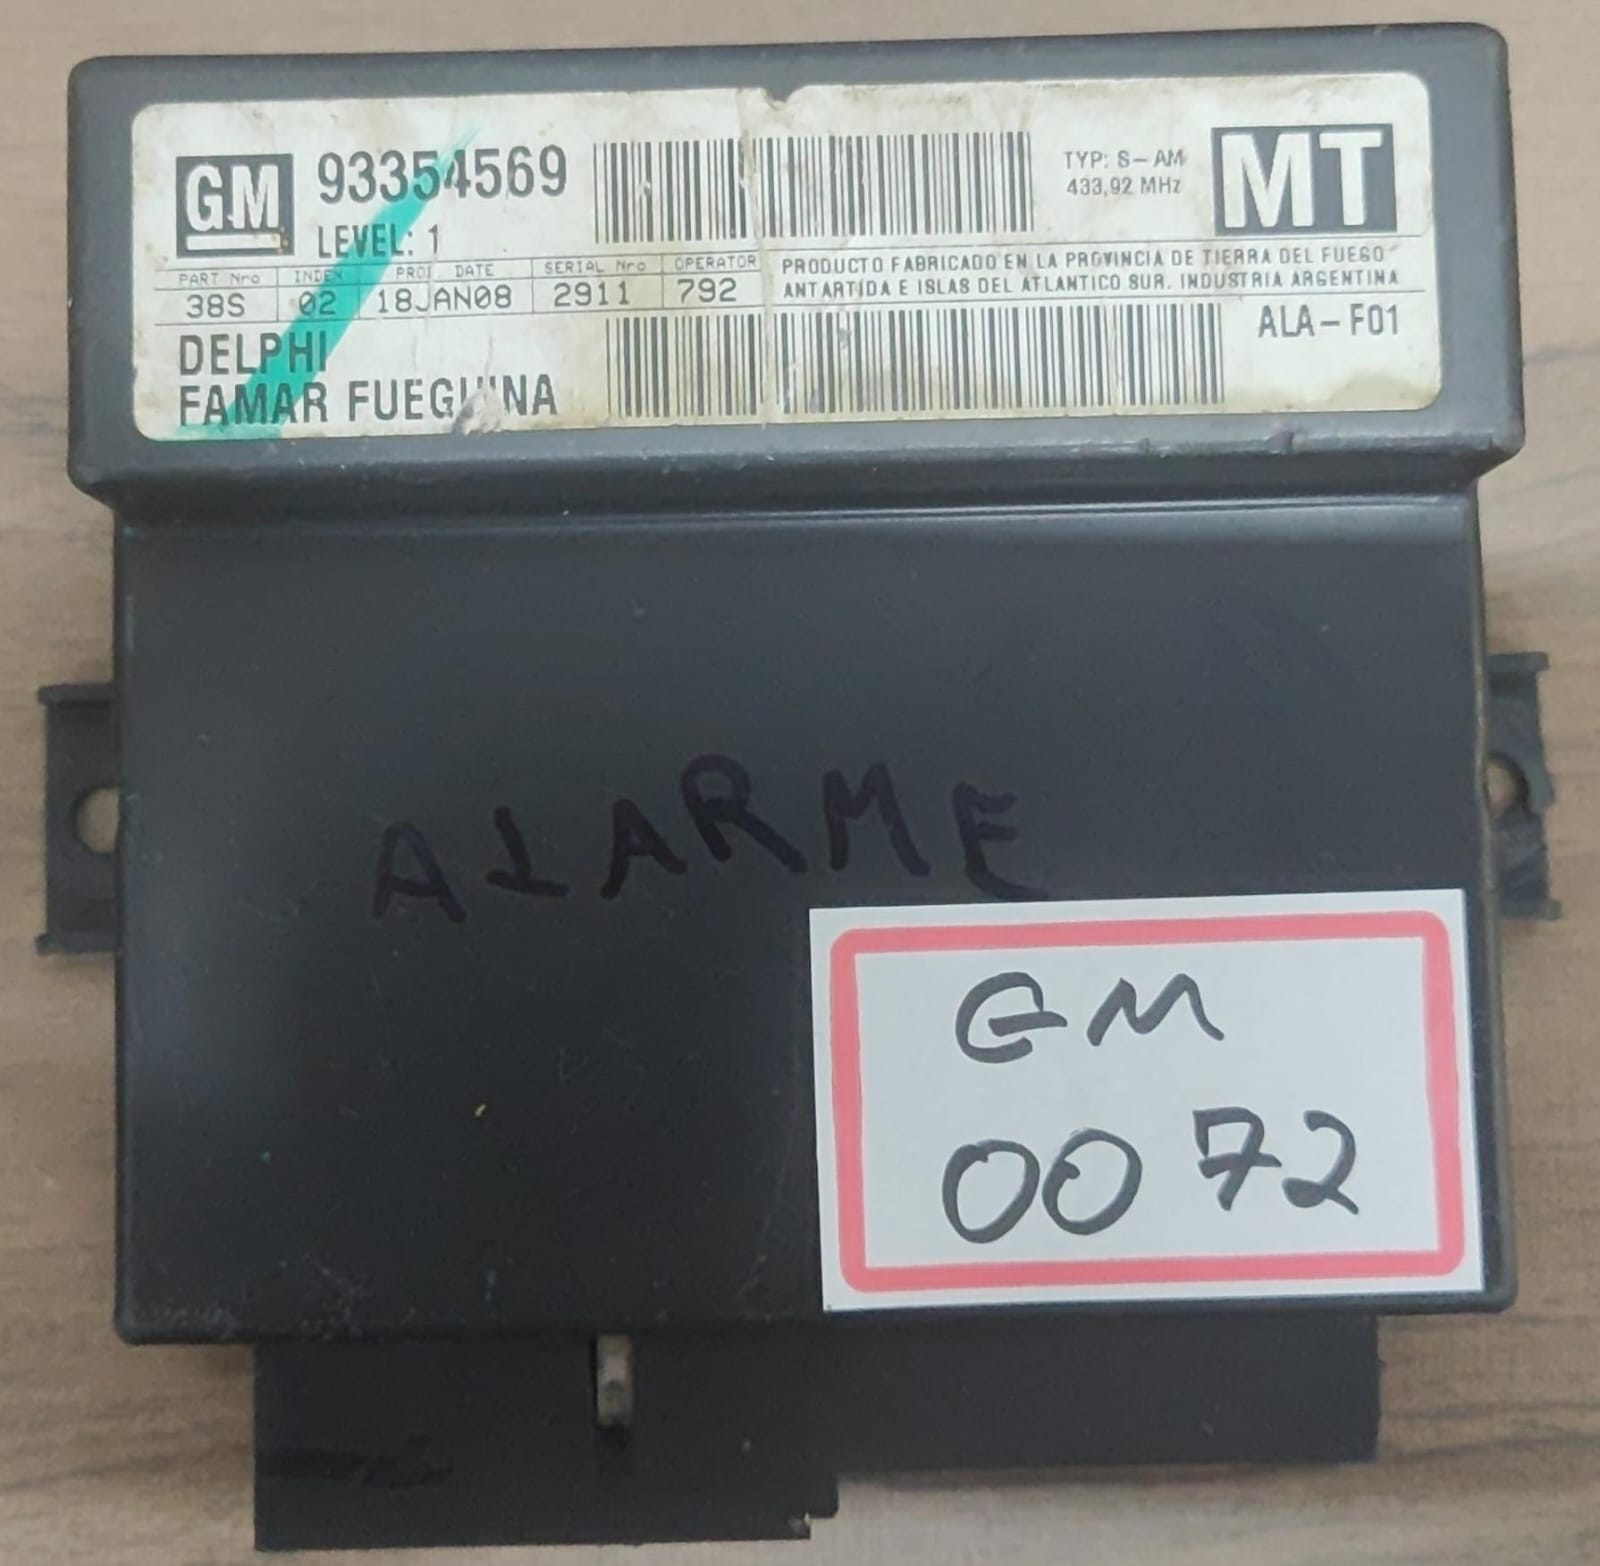 GM 93354569
LEVEL: 1
TYP: S-AM
433,92 MHz
MT
PART Nro INDEX PROD DATE SERIAL Nro OPERATOR
38S 02 18JAN08 2911 792
PRODUCTO FABRICADO EN LA PROVINCIA DE TIERRA DEL FUEGO
ANTARTIDA E ISLAS DEL ATLANTICO SUR. INDUSTRIA ARGENTINA
DELPHI
FAMAR FUEGUINA
ALA-F01
ALARME
GM
0072